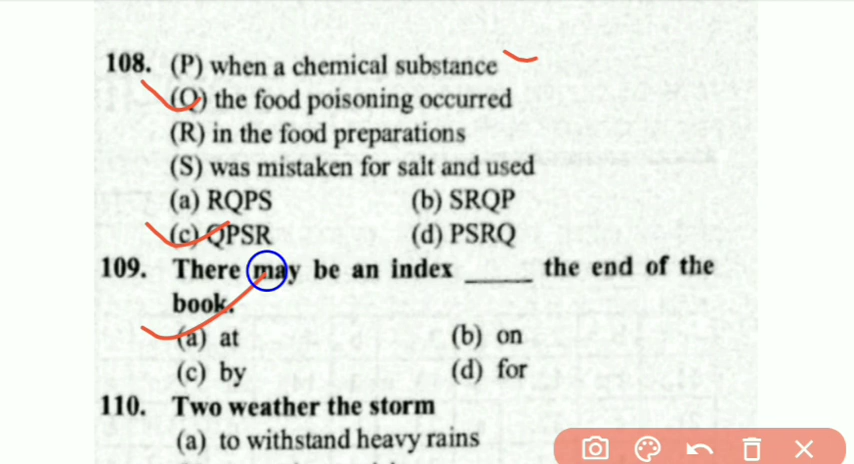 108. (P) when a chemical substance
(Q) the food poisoning occurred
(R) in the food preparations
(S) was mistaken for salt and used
(a) RQPS (b) SRQP
(c) QPSR (d) PSRQ
109. There may be an index _____ the end of the
book.
(a) at (b) on
(c) by (d) for
110. Two weather the storm
(a) to withstand heavy rains